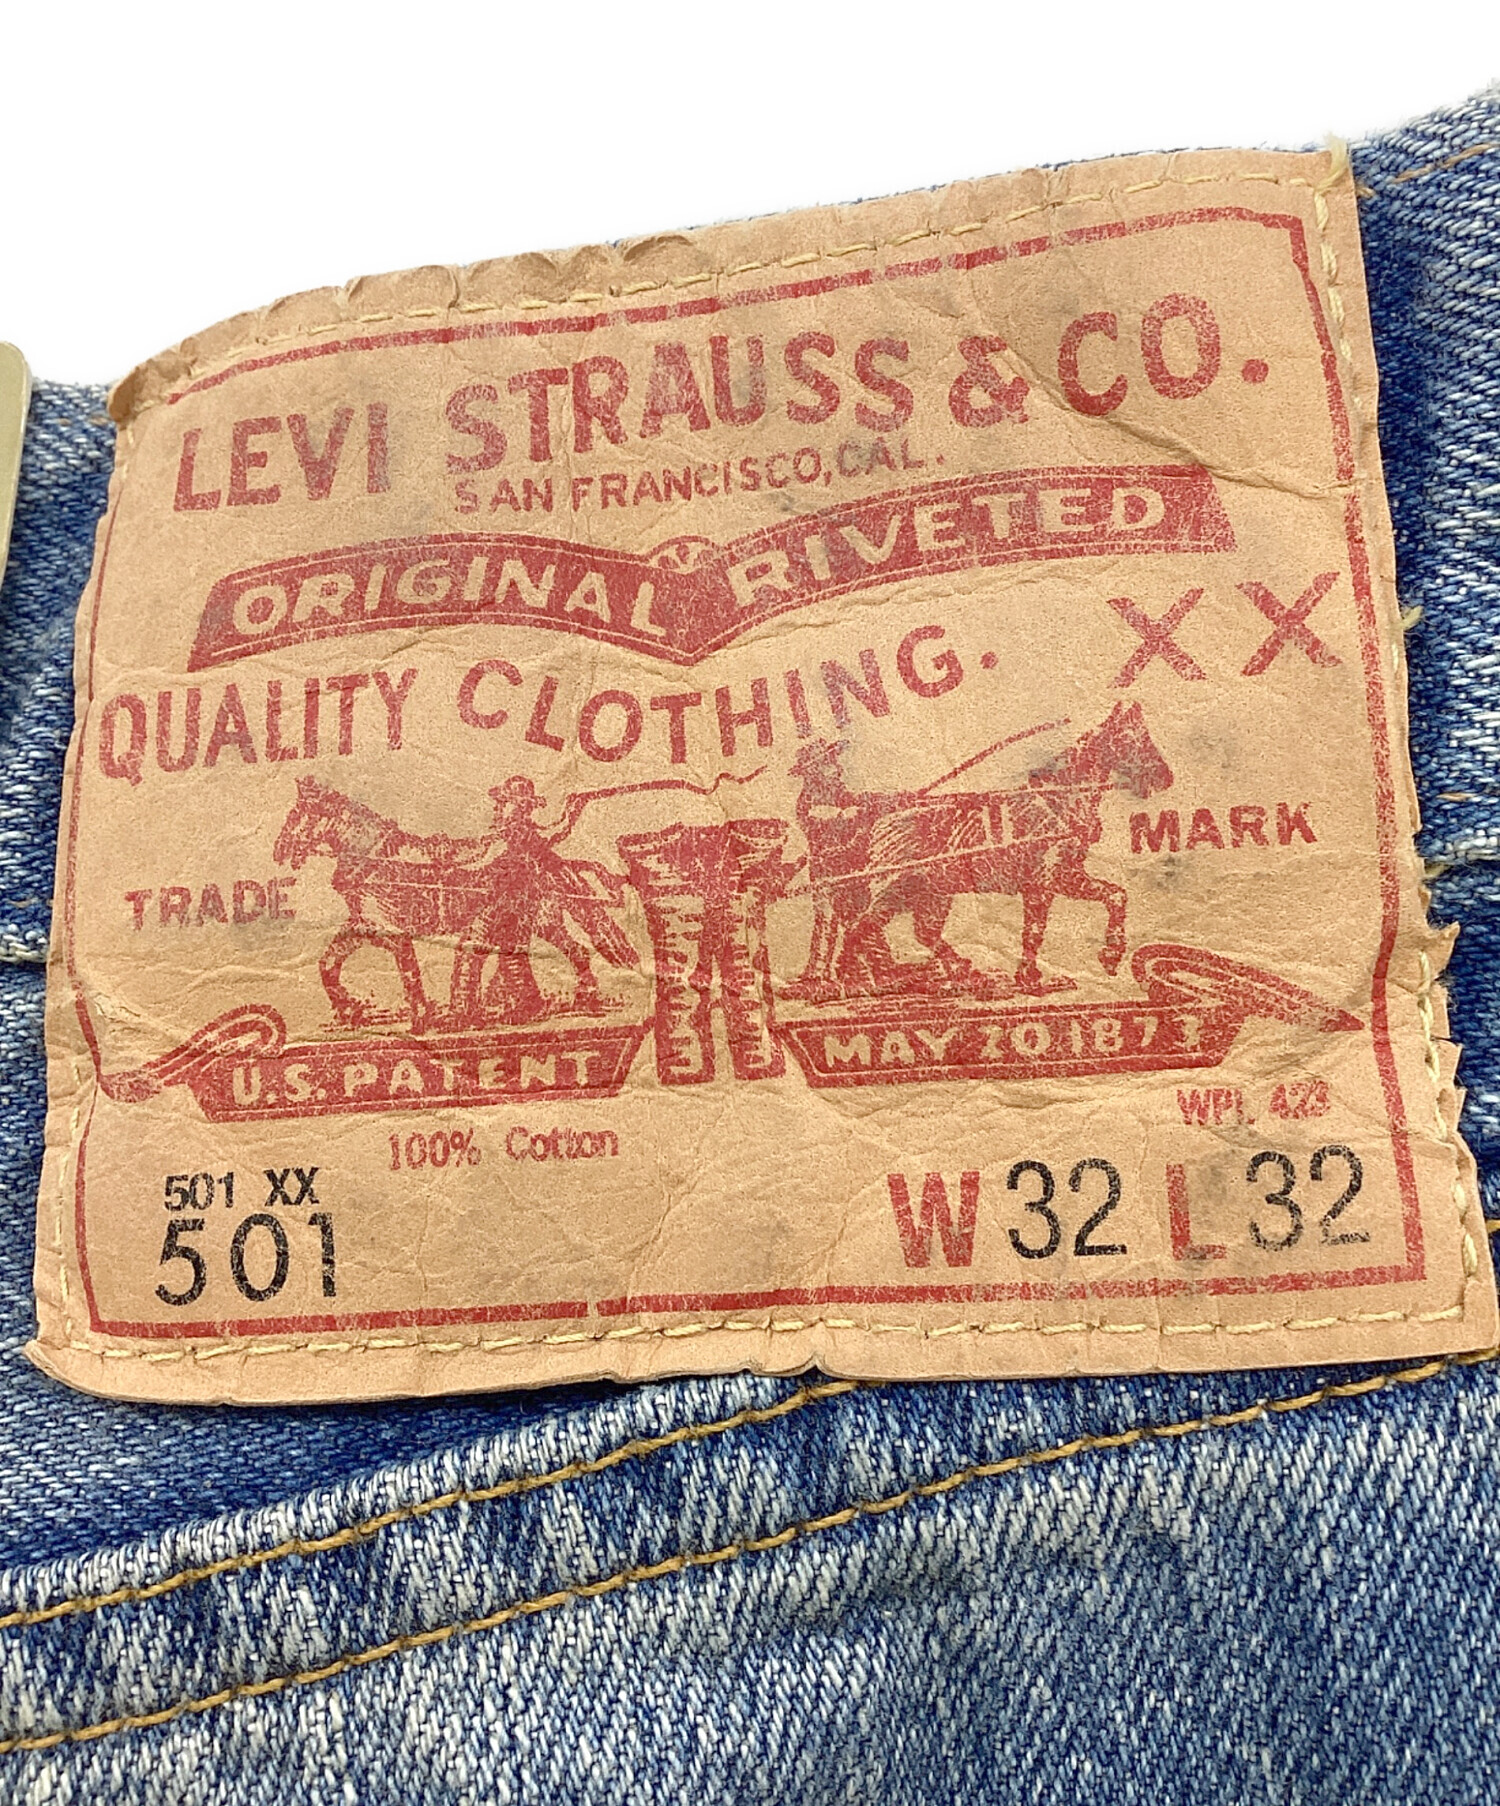 LEVI STRAUSS & CO.
SAN FRANCISCO, CAL.
ORIGINAL RIVETED
QUALITY CLOTHING. XX
TRADE MARK
U.S. PATENT MAY 20 1873
WPL 423
100% Cotton
501 XX
501
W 32 L 32